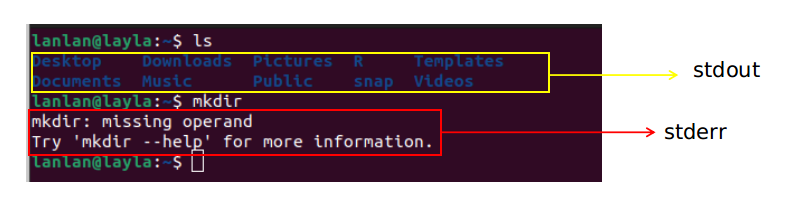 lanlan@layla:~$ ls
Desktop Downloads Pictures R Templates
Documents Music Public snap Videos
stdout
lanlan@layla:~$ mkdir
mkdir: missing operand
Try 'mkdir --help' for more information.
stderr
lanlan@layla:~$